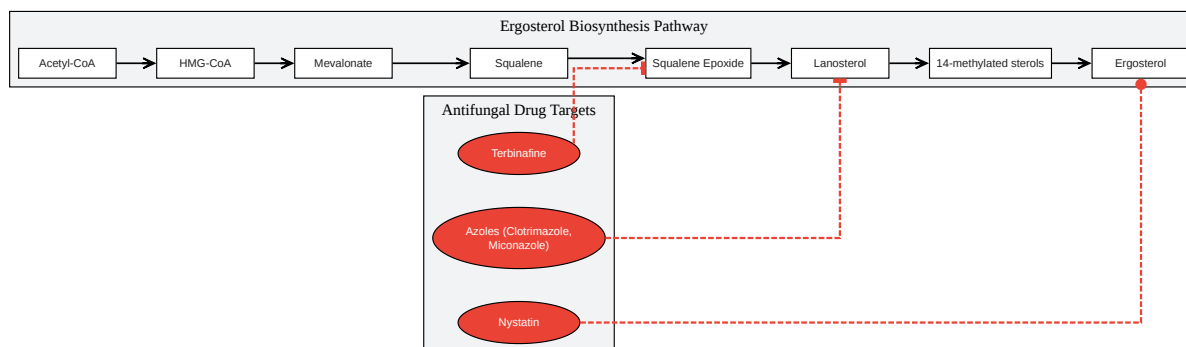 Ergosterol Biosynthesis Pathway
Acetyl-CoA
HMG-CoA
Mevalonate
Squalene
Squalene Epoxide
Lanosterol
14-methylated sterols
Ergosterol
Antifungal Drug Targets
Terbinafine
Azoles (Clotrimazole,
Miconazole)
Nystatin